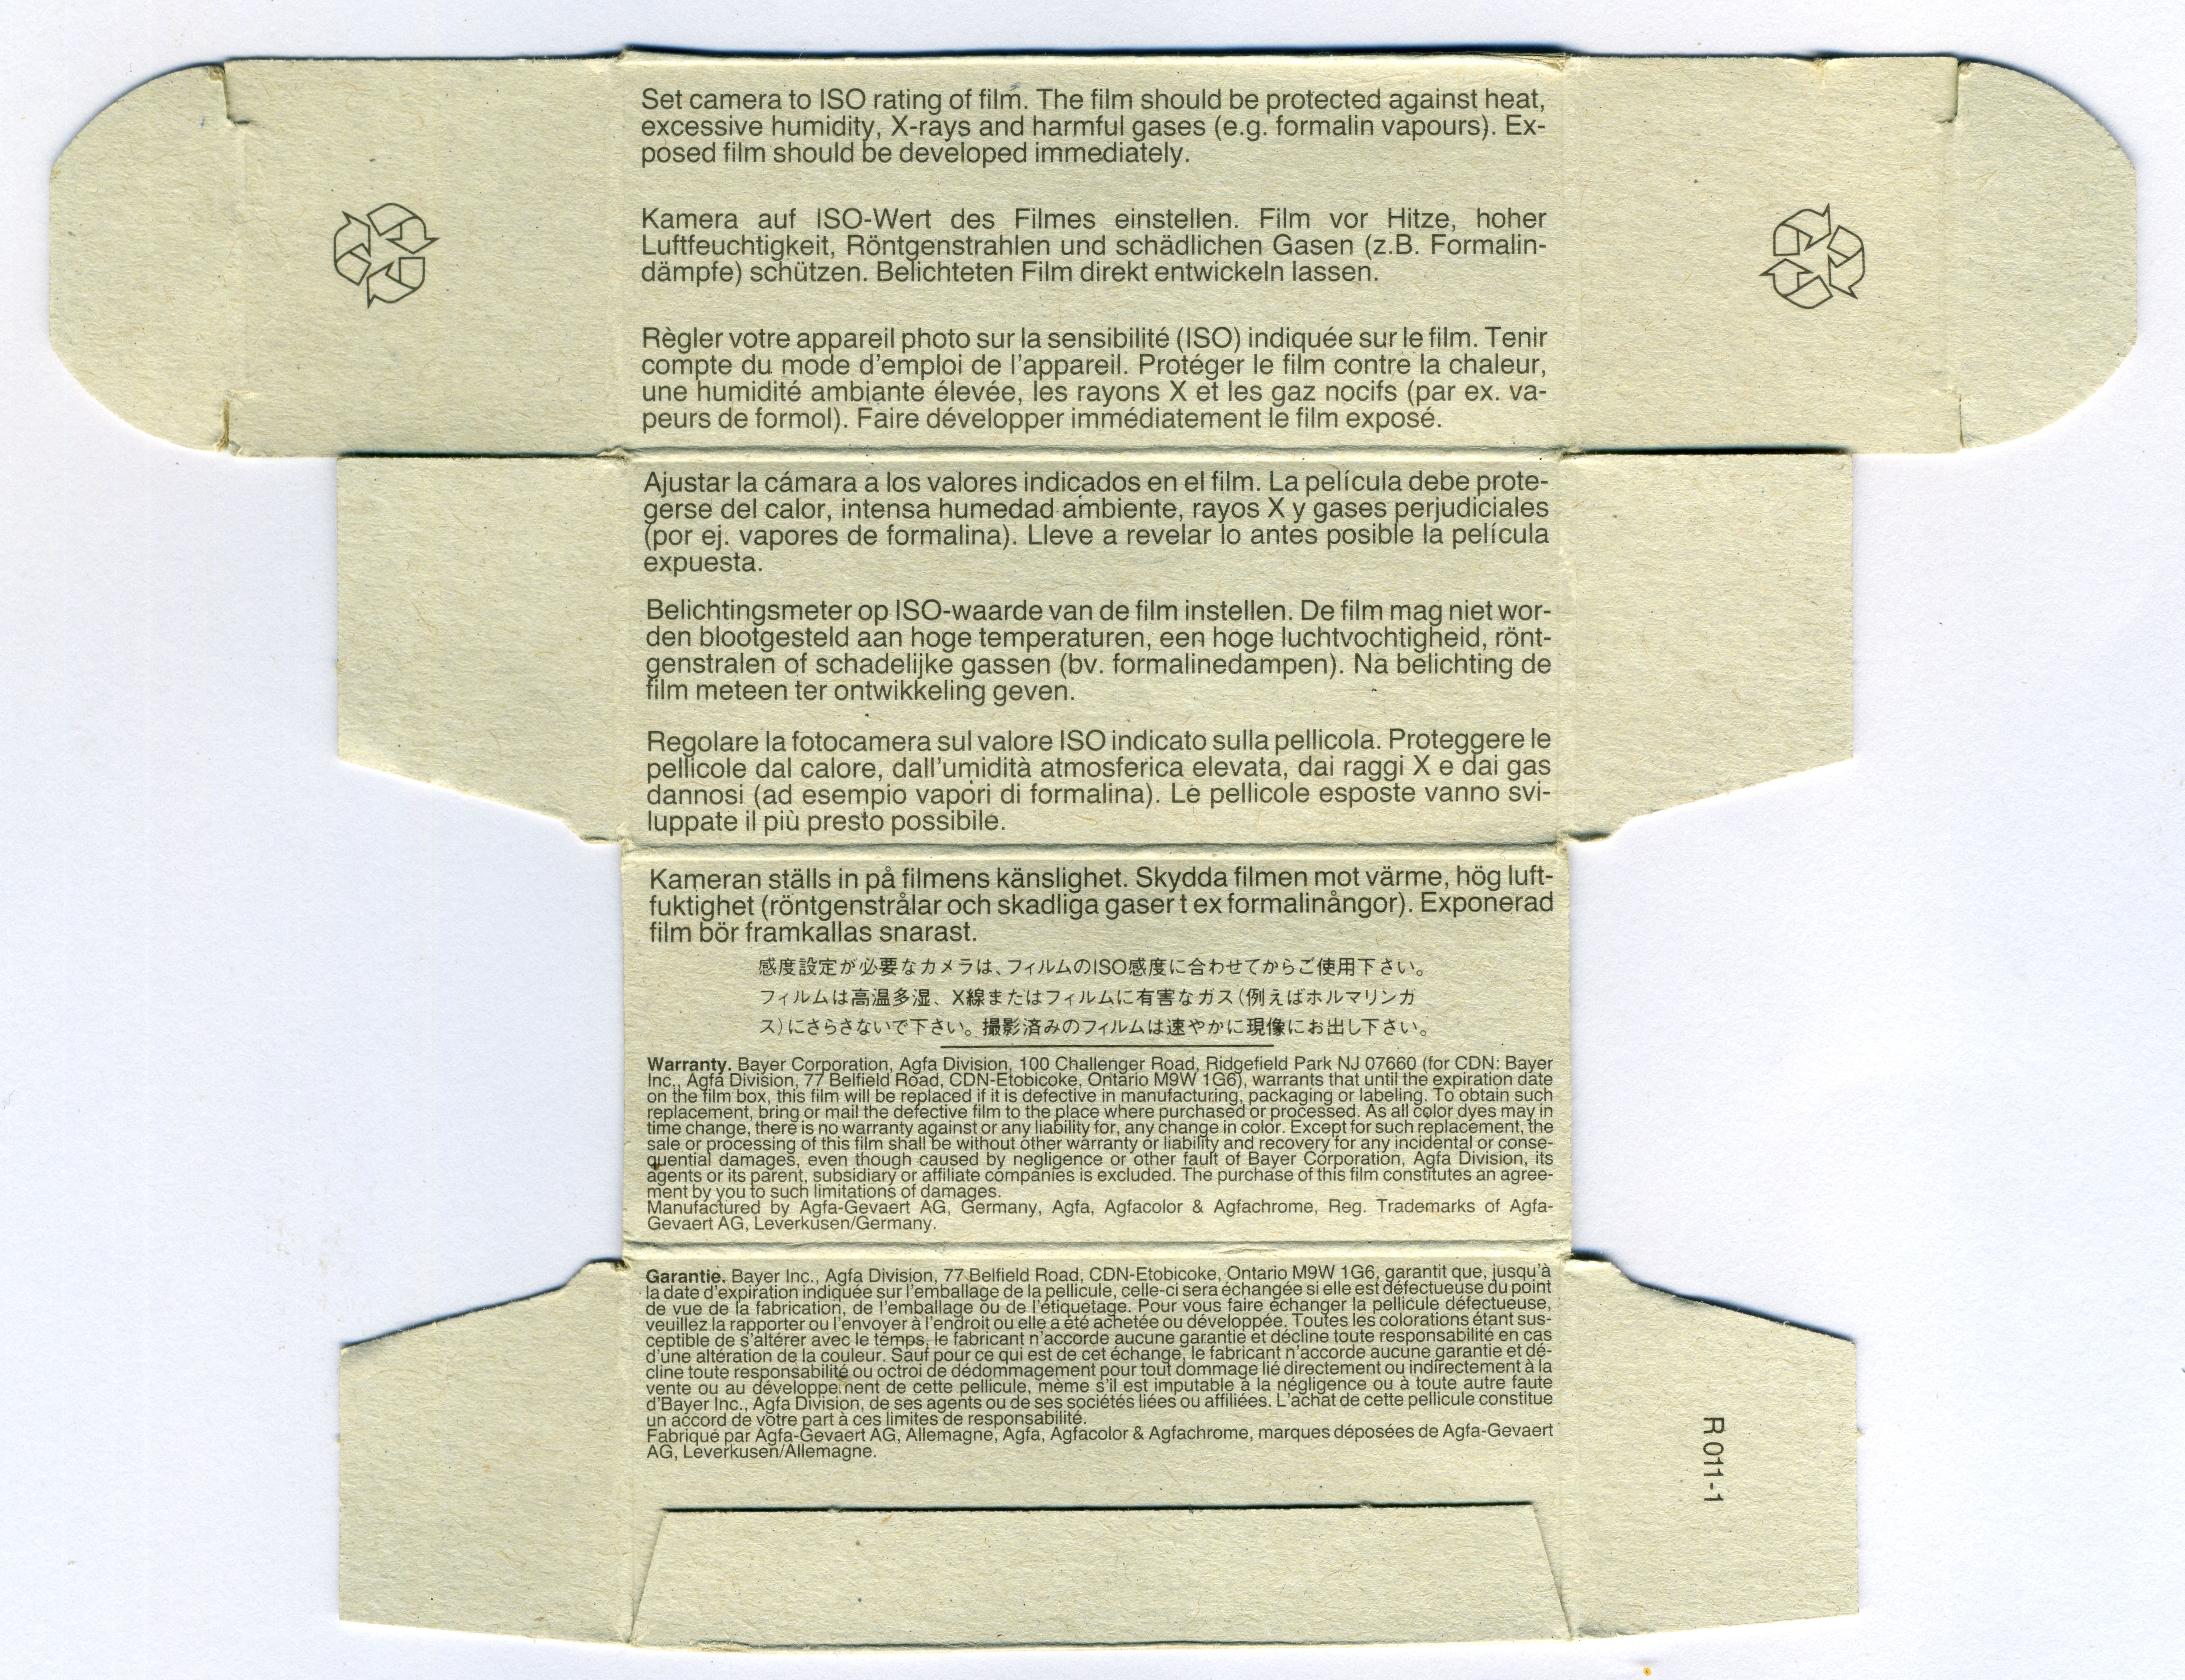 Set camera to ISO rating of film. The film should be protected against heat,
excessive humidity, X-rays and harmful gases (e.g. formalin vapours). Ex-
posed film should be developed immediately.
Kamera auf ISO-Wert des Filmes einstellen. Film vor Hitze, hoher
Luftfeuchtigkeit, Röntgenstrahlen und schädlichen Gasen (z.B. Formalin-
dämpfe) schützen. Belichteten Film direkt entwickeln lassen.
Règler votre appareil photo sur la sensibilité (ISO) indiquée sur le film. Tenir
compte du mode d'emploi de l'appareil. Protéger le film contre la chaleur,
une humidité ambiante élevée, les rayons X et les gaz nocifs (par ex. va-
peurs de formol). Faire développer immédiatement le film exposé.
Ajustar la cámara a los valores indicados en el film. La película debe prote-
gerse del calor, intensa humedad ambiente, rayos X y gases perjudiciales
(por ej. vapores de formalina). Lleve a revelar lo antes posible la película
expuesta.
Belichtingsmeter op ISO-waarde van de film instellen. De film mag niet wor-
den blootgesteld aan hoge temperaturen, een hoge luchtvochtigheid, rönt-
genstralen of schadelijke gassen (bv. formalinedampen). Na belichting de
film meteen ter ontwikkeling geven.
Regolare la fotocamera sul valore ISO indicato sulla pellicola. Proteggere le
pellicole dal calore, dall'umidità atmosferica elevata, dai raggi X e dai gas
dannosi (ad esempio vapori di formalina). Le pellicole esposte vanno svi-
luppate il più presto possibile.
Kameran ställs in på filmens känslighet. Skydda filmen mot värme, hög luft-
fuktighet (röntgenstrålar och skadliga gaser t ex formalinångor). Exponerad
film bör framkallas snarast.
感度設定が必要なカメラは、フィルムのISO感度に合わせてからご使用下さい。
フィルムは高温多湿、X線またはフィルムに有害なガス(例えばホルマリンガ
ス)にさらさないで下さい。撮影済みのフィルムは速やかに現像にお出し下さい。
Warranty. Bayer Corporation, Agfa Division, 100 Challenger Road, Ridgefield Park NJ 07660 (for CDN: Bayer
Inc., Agfa Division, 77 Belfield Road, CDN-Etobicoke, Ontario M9W 1G6), warrants that until the expiration date
on the film box, this film will be replaced if it is defective in manufacturing, packaging or labeling. To obtain such
replacement, bring or mail the defective film to the place where purchased or processed. As all color dyes may in
time change, there is no warranty against or any liability for, any change in color. Except for such replacement, the
sale or processing of this film shall be without other warranty or liability and recovery for any incidental or conse-
quential damages, even though caused by negligence or other fault of Bayer Corporation, Agfa Division, its
agents or its parent, subsidiary or affiliate companies is excluded. The purchase of this film constitutes an agree-
ment by you to such limitations of damages.
Manufactured by Agfa-Gevaert AG, Germany, Agfa, Agfacolor & Agfachrome, Reg. Trademarks of Agfa-
Gevaert AG, Leverkusen/Germany.
Garantie. Bayer Inc., Agfa Division, 77 Belfield Road, CDN-Etobicoke, Ontario M9W 1G6, garantit que, jusqu'à
la date d'expiration indiquée sur l'emballage de la pellicule, celle-ci sera échangée si elle est défectueuse du point
de vue de la fabrication, de l'emballage ou de l'étiquetage. Pour vous faire échanger la pellicule défectueuse,
veuillez la rapporter ou l'envoyer à l'endroit ou elle a été achetée ou développée. Toutes les colorations étant sus-
ceptible de s'altérer avec le temps, le fabricant n'accorde aucune garantie et décline toute responsabilité en cas
d'une altération de la couleur. Sauf pour ce qui est de cet échange, le fabricant n'accorde aucune garantie et dé-
cline toute responsabilité ou octroi de dédommagement pour tout dommage lié directement ou indirectement à la
vente ou au développement de cette pellicule, mème s'il est imputable à la négligence ou à toute autre faute
d'Bayer Inc., Agfa Division, de ses agents ou de ses sociétés liées ou affiliées. L'achat de cette pellicule constitue
un accord de vôtre part à ces limites de responsabilité.
Fabriqué par Agfa-Gevaert AG, Allemagne, Agfa, Agfacolor & Agfachrome, marques déposées de Agfa-Gevaert
AG, Leverkusen/Allemagne.
R 011-1